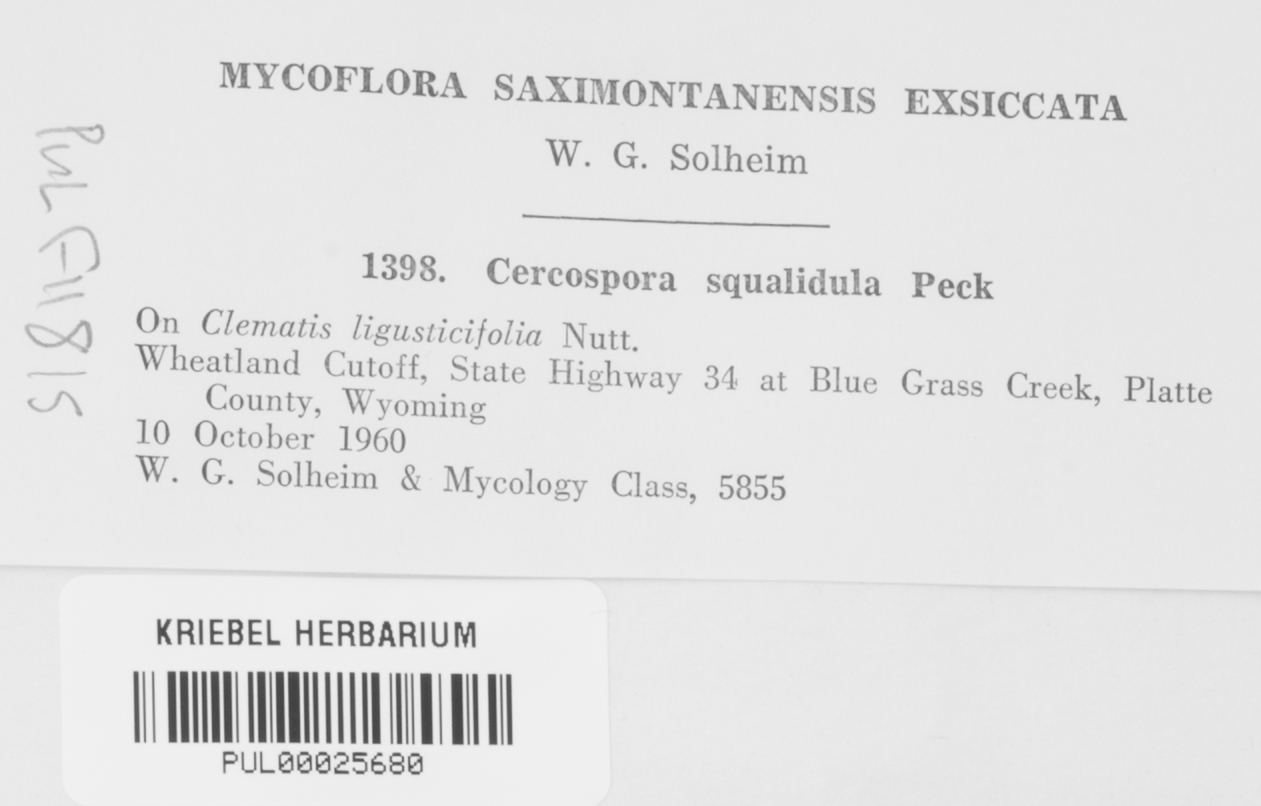 MYCOFLORA SAXIMONTANENSIS EXSICCATA
W. G. Solheim
1398. Cercospora squalidula Peck
On Clematis ligusticifolia Nutt.
Wheatland Cutoff, State Highway 34 at Blue Grass Creek, Platte
County, Wyoming
10 October 1960
W. G. Solheim & Mycology Class, 5855
PUL F11815
KRIEBEL HERBARIUM
PUL00025680